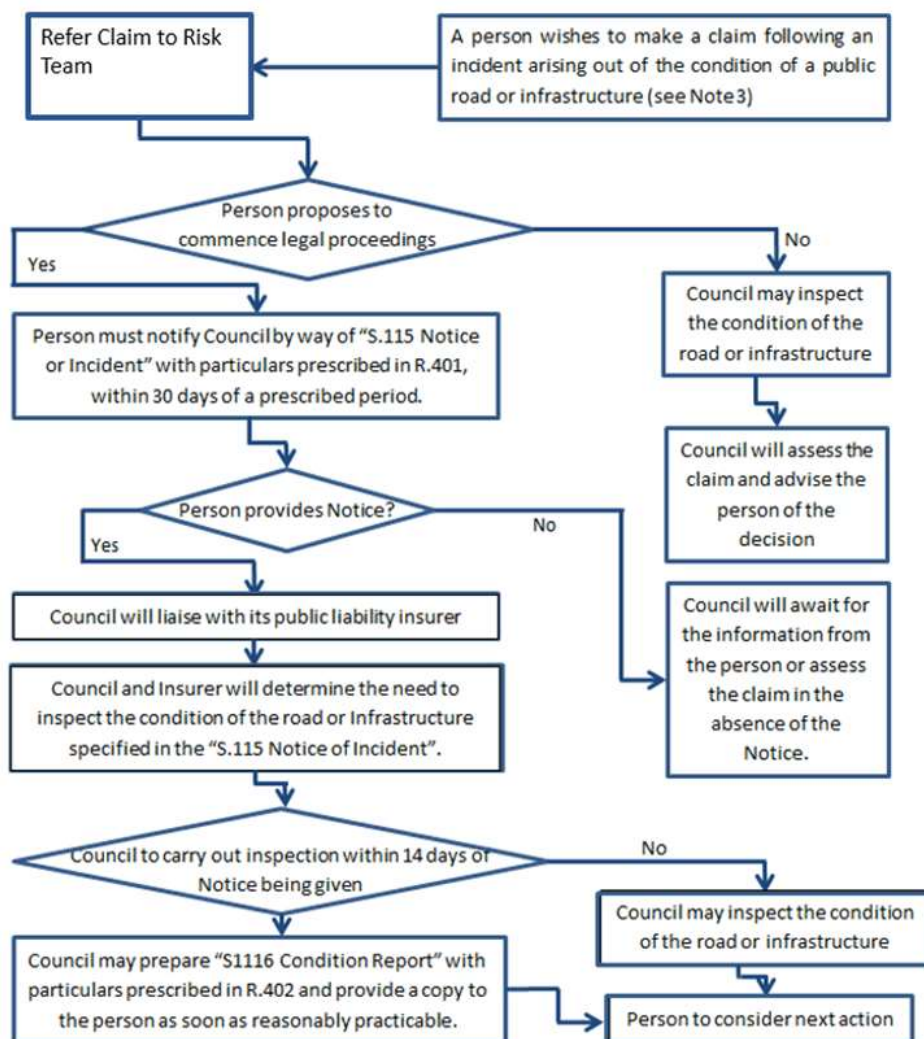 Refer Claim to Risk
Team
A person wishes to make a claim following an
incident arising out of the condition of a public
road or infrastructure (see Note3)
Person proposes to
commence legal proceedings
No
Yes
Council may inspect
the condition of the
road or infrastructure
Person must notify Council by way of “S.115 Notice
or Incident” with particulars prescribed in R.401,
within 30 days of a prescribed period.
Council will assess the
claim and advise the
person of the
decision
Person provides Notice?
No
Yes
Council will liaise with its public liability insurer
Council will await for
the information from
the person or assess
the claim in the
absence of the
Notice.
Council and Insurer will determine the need to
inspect the condition of the road or Infrastructure
specified in the “S.115 Notice of Incident”.
Council to carry out inspection within 14 days of
Notice being given
No
Council may inspect the condition
of the road or infrastructure
Council may prepare “S1116 Condition Report” with
particulars prescribed in R.402 and provide a copy to
the person as soon as reasonably practicable.
Person to consider next action